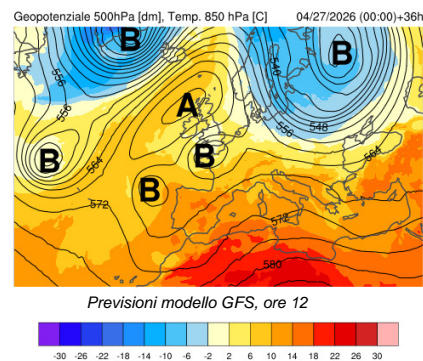 Geopotenziale 500hPa [dm], Temp. 850 hPa [C] 04/27/2026 (00:00)+36h
B B
556 540
556 A 556 548
B 564 B 564
B
572 572
580
Previsioni modello GFS, ore 12
-30 -26 -22 -18 -14 -10 -6 -2 2 6 10 14 18 22 26 30